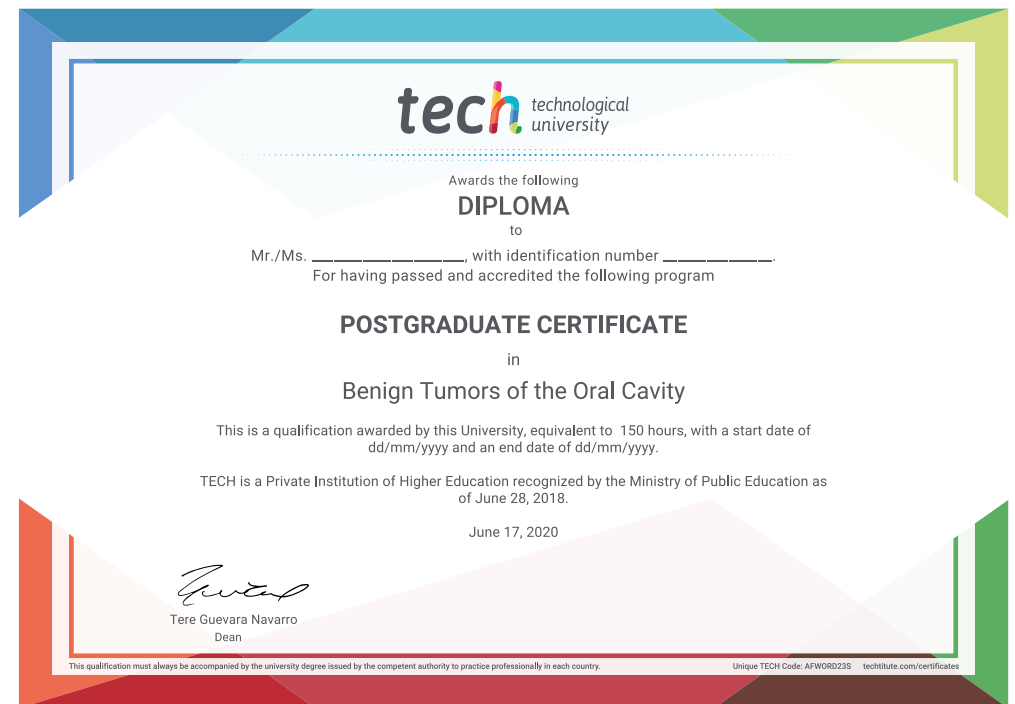 tech technological
university
Awards the following
DIPLOMA
to
Mr./Ms. ______________, with identification number __________.
For having passed and accredited the following program
POSTGRADUATE CERTIFICATE
in
Benign Tumors of the Oral Cavity
This is a qualification awarded by this University, equivalent to 150 hours, with a start date of
dd/mm/yyyy and an end date of dd/mm/yyyy.
TECH is a Private Institution of Higher Education recognized by the Ministry of Public Education as
of June 28, 2018.
June 17, 2020
Tere Guevara Navarro
Dean
This qualification must always be accompanied by the university degree issued by the competent authority to practice professionally in each country.
Unique TECH Code: AFWORD23S techtitute.com/certificates